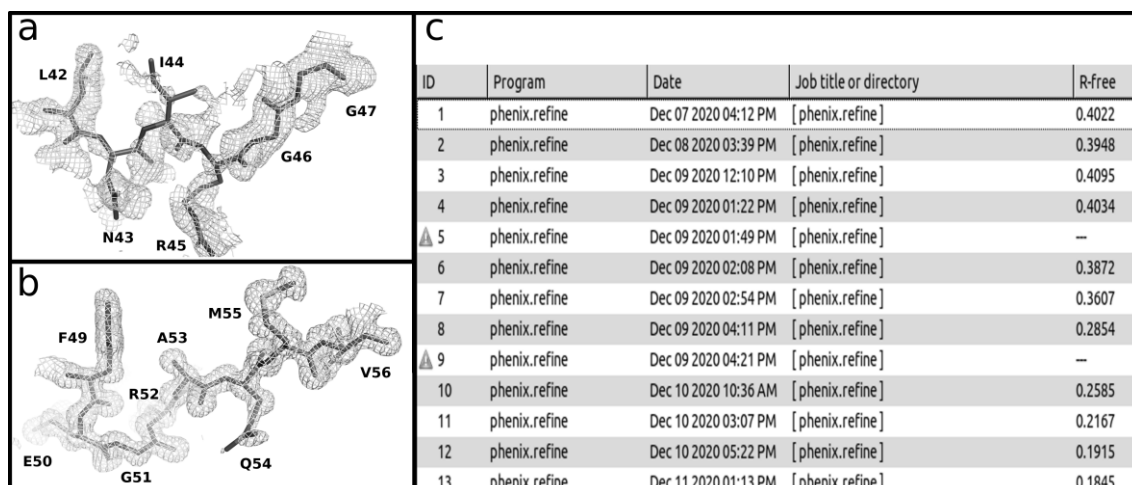 a
L42
I44
G47
G46
N43
R45
b
M55
F49
A53
R52
V56
E50
Q54
G51
c
ID Program Date Job title or directory R-free
1 phenix.refine Dec 07 2020 04:12 PM [phenix.refine] 0.4022
2 phenix.refine Dec 08 2020 03:39 PM [phenix.refine] 0.3948
3 phenix.refine Dec 09 2020 12:10 PM [phenix.refine] 0.4095
4 phenix.refine Dec 09 2020 01:22 PM [phenix.refine] 0.4034
5 phenix.refine Dec 09 2020 01:49 PM [phenix.refine] ---
6 phenix.refine Dec 09 2020 02:08 PM [phenix.refine] 0.3872
7 phenix.refine Dec 09 2020 02:54 PM [phenix.refine] 0.3607
8 phenix.refine Dec 09 2020 04:11 PM [phenix.refine] 0.2854
9 phenix.refine Dec 09 2020 04:21 PM [phenix.refine] ---
10 phenix.refine Dec 10 2020 10:36 AM [phenix.refine] 0.2585
11 phenix.refine Dec 10 2020 03:07 PM [phenix.refine] 0.2167
12 phenix.refine Dec 10 2020 05:22 PM [phenix.refine] 0.1915
13 phenix.refine Dec 11 2020 01:13 PM [phenix.refine] 0.1845